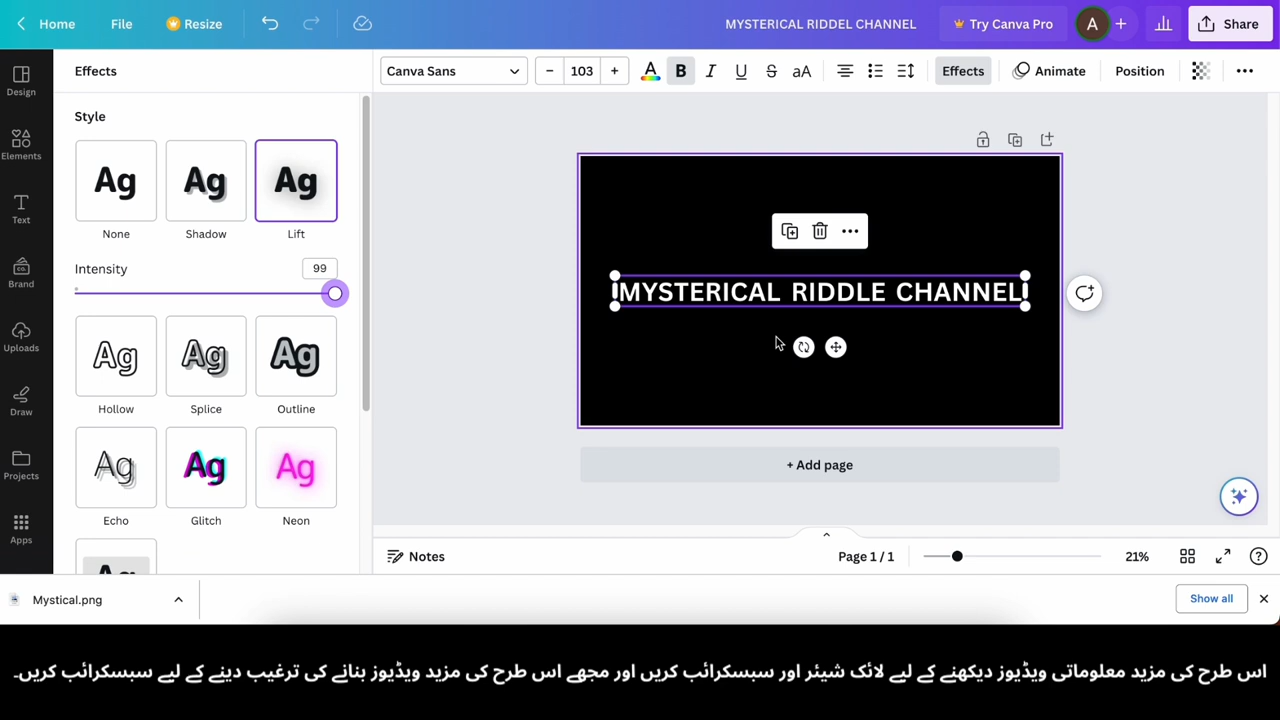 Home File Resize MYSTERICAL RIDDEL CHANNEL Try Canva Pro A Share
Design
Elements
Text
Brand
Uploads
Draw
Projects
Apps
Effects
Style
Ag Ag Ag
None Shadow Lift
Intensity 99
Ag Ag Ag
Hollow Splice Outline
Ag Ag Ag
Echo Glitch Neon
Canva Sans 103 A B I U S aA Effects Animate Position
MYSTERICAL RIDDLE CHANNEL
+ Add page
Notes Page 1 / 1 21%
Mystical.png Show all
اس طرح کی مزید معلوماتی ویڈیوز دیکھنے کے لیے لائک شیئر اور سبسکرائب کریں اور مجھے اس طرح کی مزید ویڈیوز بنانے کی ترغیب دینے کے لیے سبسکرائب کریں۔